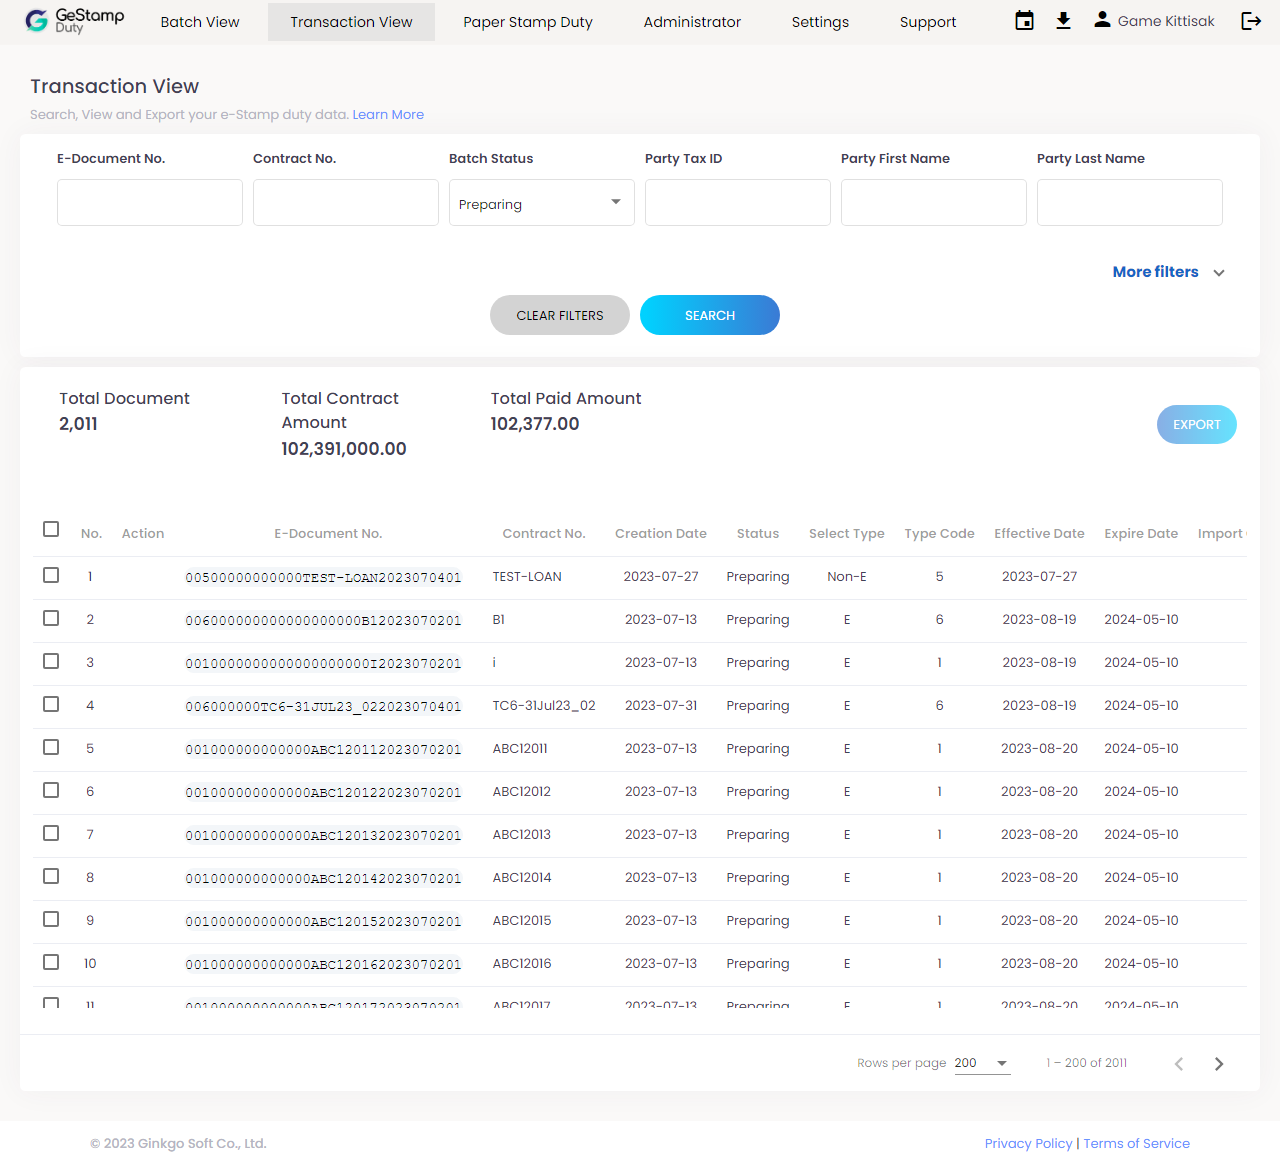 GeStamp
Duty
Batch View
Transaction View
Paper Stamp Duty
Administrator
Settings
Support
Game Kittisak
Transaction View
Search, View and Export your e-Stamp duty data. Learn More
E-Document No. Contract No. Batch Status Party Tax ID Party First Name Party Last Name
Preparing
More filters
CLEAR FILTERS SEARCH
Total Document Total Contract Amount Total Paid Amount
2,011 102,391,000.00 102,377.00
EXPORT
No. Action E-Document No. Contract No. Creation Date Status Select Type Type Code Effective Date Expire Date Import
1 00500000000000TEST-LOAN2023070401 TEST-LOAN 2023-07-27 Preparing Non-E 5 2023-07-27
2 006000000000000000000B12023070201 B1 2023-07-13 Preparing E 6 2023-08-19 2024-05-10
3 0010000000000000000000I2023070201 i 2023-07-13 Preparing E 1 2023-08-19 2024-05-10
4 006000000TC6-31JUL23_022023070401 TC6-31Jul23_02 2023-07-31 Preparing E 6 2023-08-19 2024-05-10
5 001000000000000ABC120112023070201 ABC12011 2023-07-13 Preparing E 1 2023-08-20 2024-05-10
6 001000000000000ABC120122023070201 ABC12012 2023-07-13 Preparing E 1 2023-08-20 2024-05-10
7 001000000000000ABC120132023070201 ABC12013 2023-07-13 Preparing E 1 2023-08-20 2024-05-10
8 001000000000000ABC120142023070201 ABC12014 2023-07-13 Preparing E 1 2023-08-20 2024-05-10
9 001000000000000ABC120152023070201 ABC12015 2023-07-13 Preparing E 1 2023-08-20 2024-05-10
10 001000000000000ABC120162023070201 ABC12016 2023-07-13 Preparing E 1 2023-08-20 2024-05-10
11 001000000000000ABC120172023070201 ABC12017 2023-07-13 Preparing E 1 2023-08-20 2024-05-10
Rows per page 200 1 – 200 of 2011
© 2023 Ginkgo Soft Co., Ltd.
Privacy Policy | Terms of Service